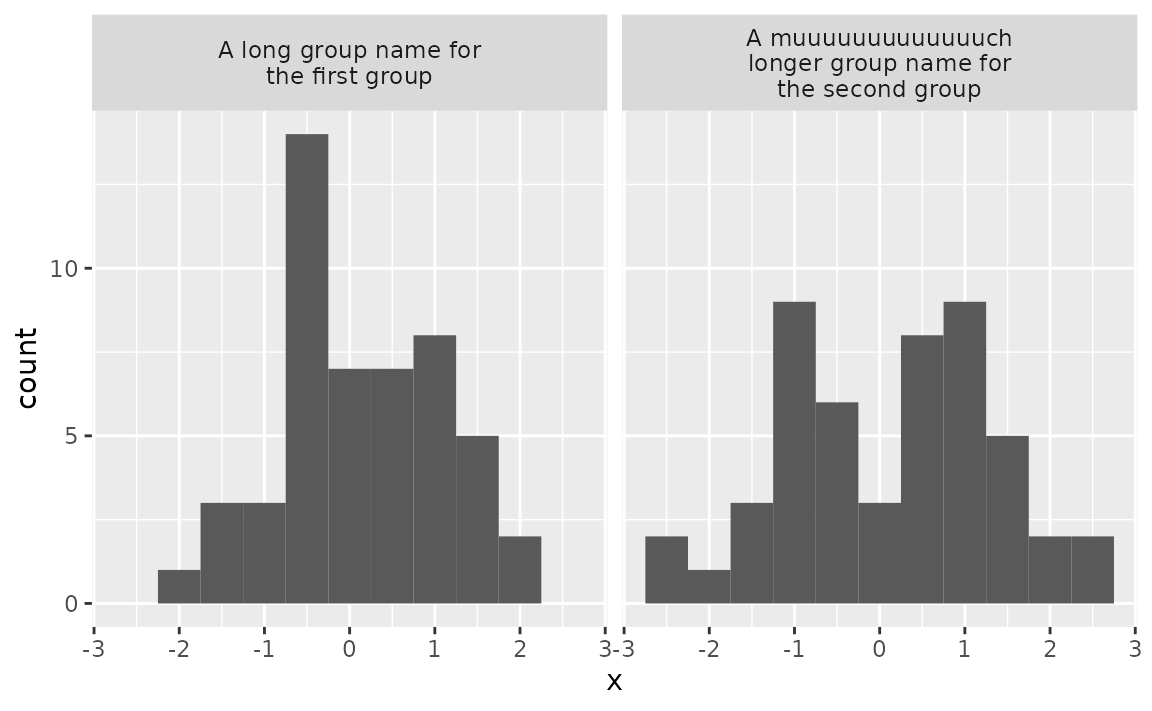 A long group name for
the first group
A muuuuuuuuuuuuuch
longer group name for
the second group
count
10
5
0
-3 -2 -1 0 1 2 3
-3 -2 -1 0 1 2 3
x